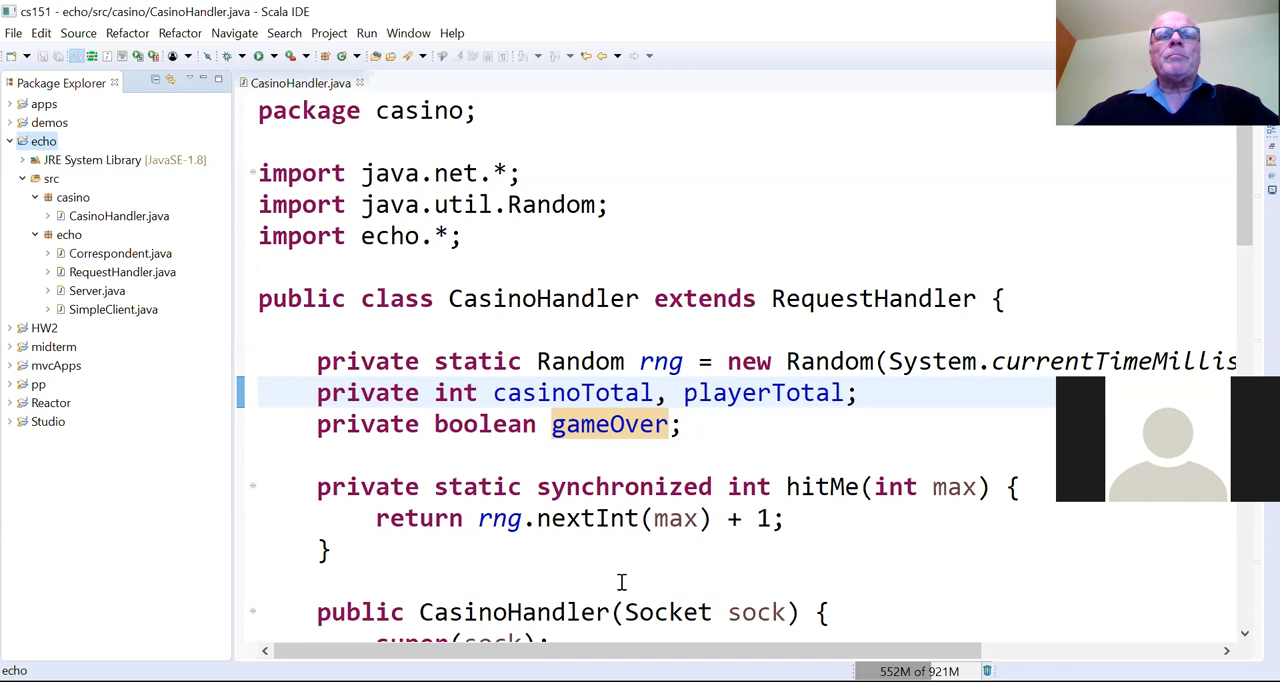 cs151 - echo/src/casino/CasinoHandler.java - Scala IDE
File Edit Source Refactor Refactor Navigate Search Project Run Window Help
Package Explorer
apps
demos
echo
JRE System Library [JavaSE-1.8]
src
casino
CasinoHandler.java
echo
Correspondent.java
RequestHandler.java
Server.java
SimpleClient.java
HW2
midterm
mvcApps
pp
Reactor
Studio
CasinoHandler.java
package casino;
import java.net.*;
import java.util.Random;
import echo.*;
public class CasinoHandler extends RequestHandler {
private static Random rng = new Random(System.currentTimeMillis
private int casinoTotal, playerTotal;
private boolean gameOver;
private static synchronized int hitMe(int max) {
return rng.nextInt(max) + 1;
}
public CasinoHandler(Socket sock) {
super(sock);
echo
552M of 921M